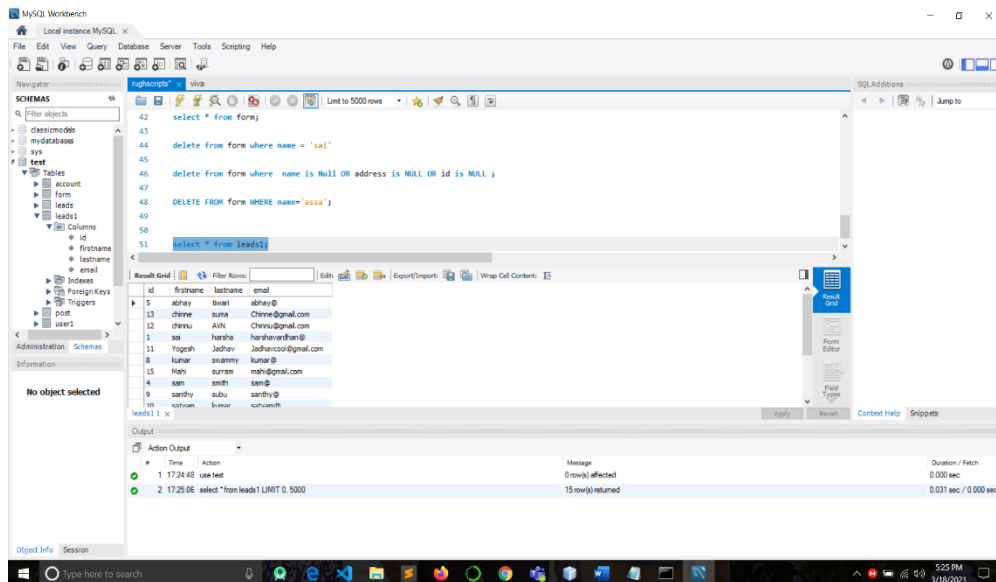 MySQL Workbench
Local instance MySQL ×
File Edit View Query Database Server Tools Scripting Help
Navigator
SCHEMAS
Filter objects
classicmodels
mydatabases
sys
test
Tables
account
form
leads
leads1
Columns
id
firstname
lastname
email
Indexes
Foreign Keys
Triggers
post
user1
Administration Schemas
Information
No object selected
Object Info Session
rughscripts* × viva
Limit to 5000 rows
42 select * from form;
43
44 delete from form where name = 'sai'
45
46 delete from form where name is Null OR address is NULL OR id is NULL ;
47
48 DELETE FROM form WHERE name='assa';
49
50
51 select * from leads1;
Result Grid Filter Rows: Edit: Export/Import: Wrap Cell Content:
id firstname lastname email
5 abhay tiwari abhay@
13 chinne suma Chinne@gmail.com
12 chinnu AVN Chinnu@gmail.com
1 sai harsha harshavardhan@
11 Yogesh Jadhav Jadhavcool@gmail.com
8 kumar swammy kumar@
15 Mahi surram mahi@gmail.com
4 sam smith sam@
9 santhy subu santhy@
10 satyam kumar satyam@
Result Grid
Form Editor
Field Types
leads1 1 ×
Apply Revert
SQLAdditions
Jump to
Context Help Snippets
Output
Action Output
# Time Action Message Duration / Fetch
1 17:24:48 use test 0 row(s) affected 0.000 sec
2 17:25:06 select * from leads1 LIMIT 0, 5000 15 row(s) returned 0.031 sec / 0.000 sec
Type here to search
5:25 PM
3/18/2021